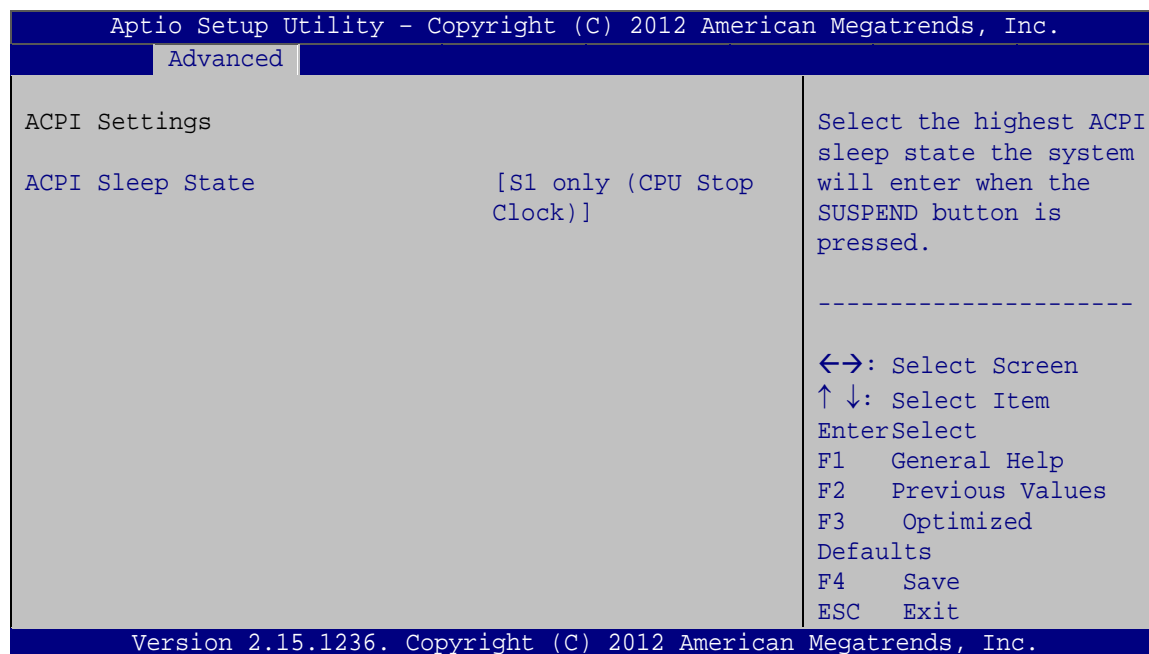 Aptio Setup Utility – Copyright (C) 2012 American Megatrends, Inc.
Advanced
ACPI Settings
ACPI Sleep State [S1 only (CPU Stop
Clock)]
Select the highest ACPI
sleep state the system
will enter when the
SUSPEND button is
pressed.
----------------------
←→: Select Screen
↑ ↓: Select Item
EnterSelect
F1 General Help
F2 Previous Values
F3 Optimized
Defaults
F4 Save
ESC Exit
Version 2.15.1236. Copyright (C) 2012 American Megatrends, Inc.